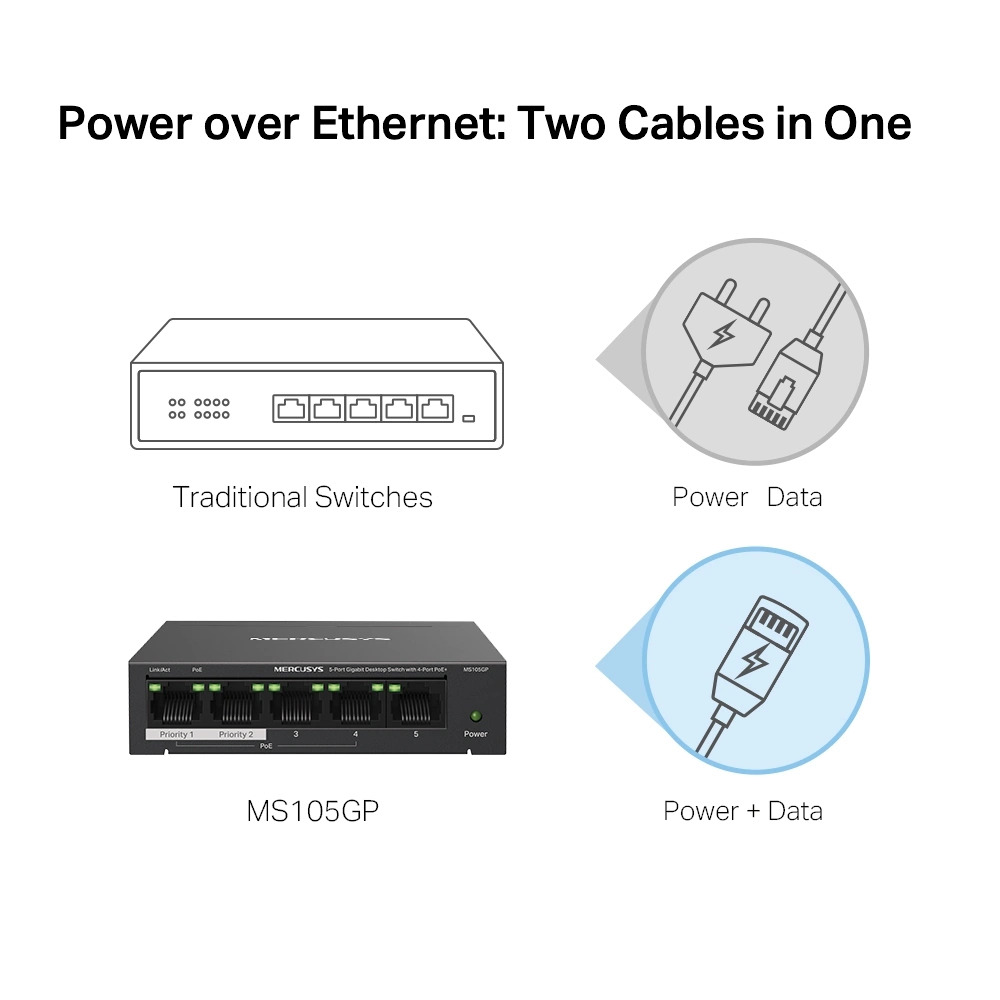 Power over Ethernet: Two Cables in One
Traditional Switches
Power Data
MERCUSYS
Link/Act PoE MERCUSYS 5-Port Gigabit Desktop Switch with 4-Port PoE+ MS105GP
Priority 1 Priority 2 3 4 5 Power
PoE
MS105GP
Power + Data